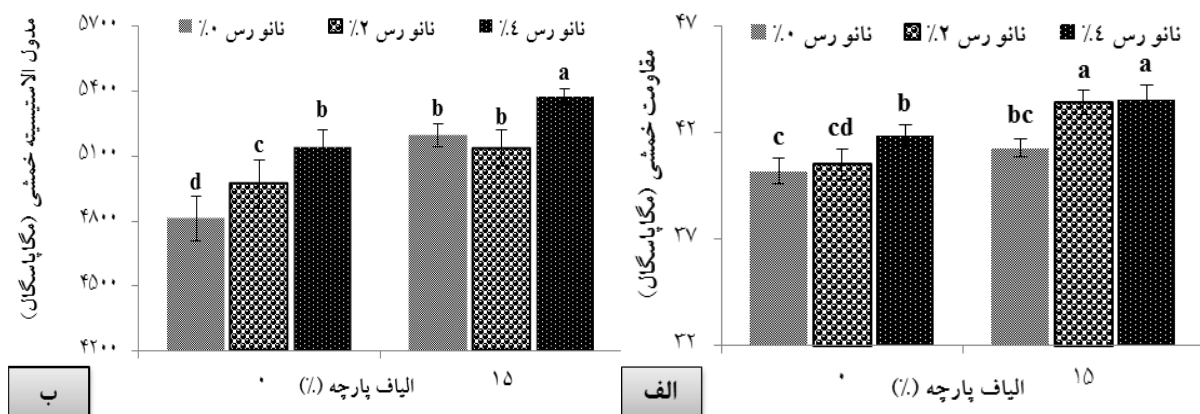 نانو رس ۴٪ نانو رس ۲٪ نانو رس ۰٪
مقاومت خمشی (مگاپاسگال)
۴۷
۴۲
۳۷
۳۲
c
cd
b
bc
a
a
۰
۱۵
الیاف پارچه (٪)
الف
نانو رس ۴٪ نانو رس ۲٪ نانو رس ۰٪
مدول الاستیسیته خمشی (مگاپاسگال)
۵۷۰۰
۵۴۰۰
۵۱۰۰
۴۸۰۰
۴۵۰۰
۴۲۰۰
d
c
b
b
b
a
۰
۱۵
الیاف پارچه (٪)
ب